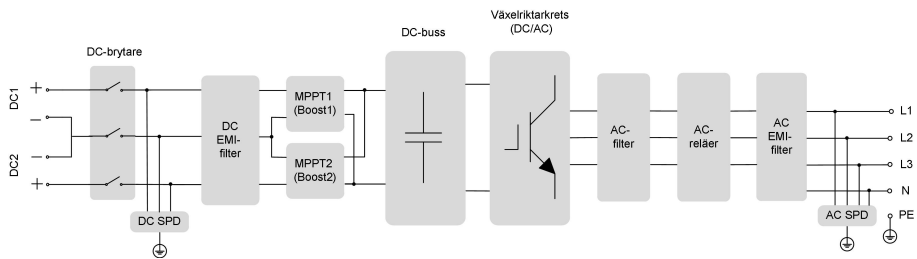 DC1
+
−
DC2
−
+
DC-brytare
DC SPD
DC
EMI-
filter
MPPT1
(Boost1)
MPPT2
(Boost2)
DC-buss
Växelriktarkrets
(DC/AC)
AC-
filter
AC-
reläer
AC
EMI-
filter
AC SPD
L1
L2
L3
N
PE